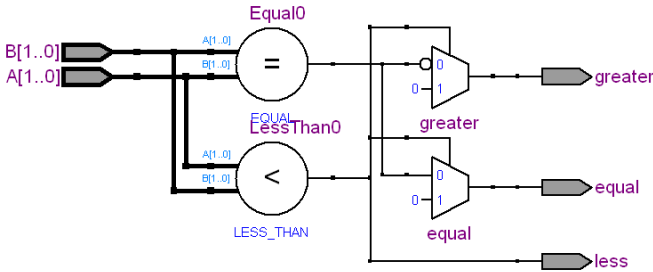 Equal0
B[1..0]
A[1..0]
A[1..0]
B[1..0]
=
EQUAL
0
0
1
greater
greater
LessThan0
A[1..0]
B[1..0]
<
LESS_THAN
0
0
1
equal
equal
less